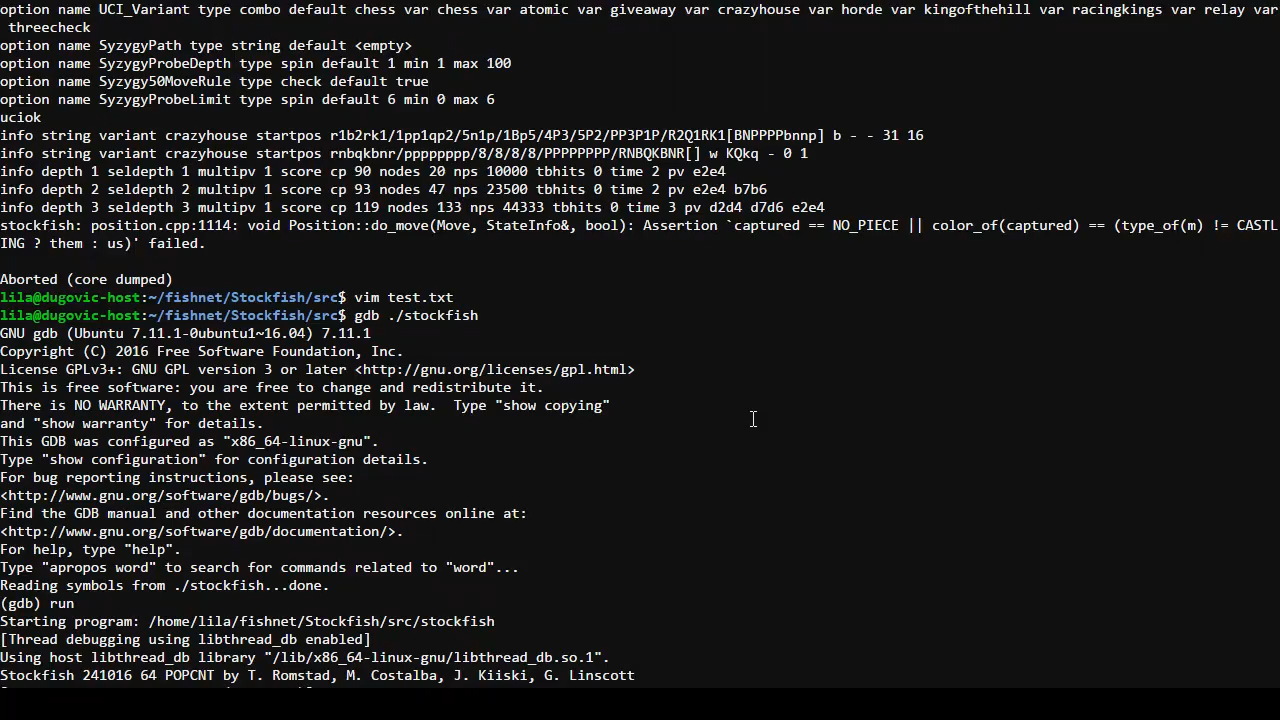 option name UCI_Variant type combo default chess var chess var atomic var giveaway var crazyhouse var horde var kingofthehill var racingkings var relay var
 threecheck
option name SyzygyPath type string default <empty>
option name SyzygyProbeDepth type spin default 1 min 1 max 100
option name Syzygy50MoveRule type check default true
option name SyzygyProbeLimit type spin default 6 min 0 max 6
uciok
info string variant crazyhouse startpos r1b2rk1/1pp1qp2/5n1p/1Bp5/4P3/5P2/PP3P1P/R2Q1RK1[BNPPPPbnnp] b - - 31 16
info string variant crazyhouse startpos rnbqkbnr/pppppppp/8/8/8/8/PPPPPPPP/RNBQKBNR[] w KQkq - 0 1
info depth 1 seldepth 1 multipv 1 score cp 90 nodes 20 nps 10000 tbhits 0 time 2 pv e2e4
info depth 2 seldepth 2 multipv 1 score cp 93 nodes 47 nps 23500 tbhits 0 time 2 pv e2e4 b7b6
info depth 3 seldepth 3 multipv 1 score cp 119 nodes 133 nps 44333 tbhits 0 time 3 pv d2d4 d7d6 e2e4
stockfish: position.cpp:1114: void Position::do_move(Move, StateInfo&, bool): Assertion `captured == NO_PIECE || color_of(captured) == (type_of(m) != CASTL
ING ? them : us)' failed.
Aborted (core dumped)
lila@dugovic-host:~/fishnet/Stockfish/src$ vim test.txt
lila@dugovic-host:~/fishnet/Stockfish/src$ gdb ./stockfish
GNU gdb (Ubuntu 7.11.1-0ubuntu1~16.04) 7.11.1
Copyright (C) 2016 Free Software Foundation, Inc.
License GPLv3+: GNU GPL version 3 or later <http://gnu.org/licenses/gpl.html>
This is free software: you are free to change and redistribute it.
There is NO WARRANTY, to the extent permitted by law.  Type "show copying"
and "show warranty" for details.
This GDB was configured as "x86_64-linux-gnu".
Type "show configuration" for configuration details.
For bug reporting instructions, please see:
<http://www.gnu.org/software/gdb/bugs/>.
Find the GDB manual and other documentation resources online at:
<http://www.gnu.org/software/gdb/documentation/>.
For help, type "help".
Type "apropos word" to search for commands related to "word"...
Reading symbols from ./stockfish...done.
(gdb) run
Starting program: /home/lila/fishnet/Stockfish/src/stockfish
[Thread debugging using libthread_db enabled]
Using host libthread_db library "/lib/x86_64-linux-gnu/libthread_db.so.1".
Stockfish 241016 64 POPCNT by T. Romstad, M. Costalba, J. Kiiski, G. Linscott